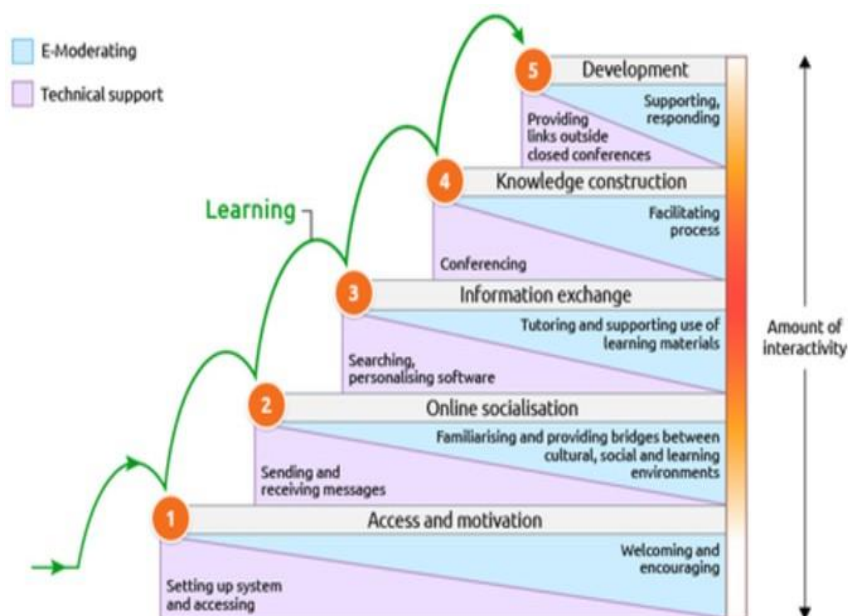 E-Moderating
Technical support
Learning
5
Development
Supporting,
responding
Providing
links outside
closed conferences
4
Knowledge construction
Facilitating
process
Conferencing
3
Information exchange
Tutoring and supporting use of
learning materials
Searching,
personalising software
2
Online socialisation
Familiarising and providing bridges between
cultural, social and learning
environments
Sending and
receiving messages
1
Access and motivation
Welcoming and
encouraging
Setting up system
and accessing
Amount of
interactivity